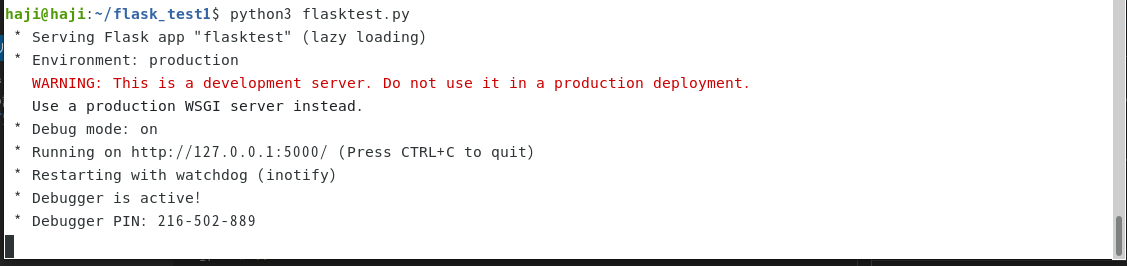 haji@haji:~/flask_test1$ python3 flasktest.py
* Serving Flask app "flasktest" (lazy loading)
* Environment: production
WARNING: This is a development server. Do not use it in a production deployment.
Use a production WSGI server instead.
* Debug mode: on
* Running on http://127.0.0.1:5000/ (Press CTRL+C to quit)
* Restarting with watchdog (inotify)
* Debugger is active!
* Debugger PIN: 216-502-889